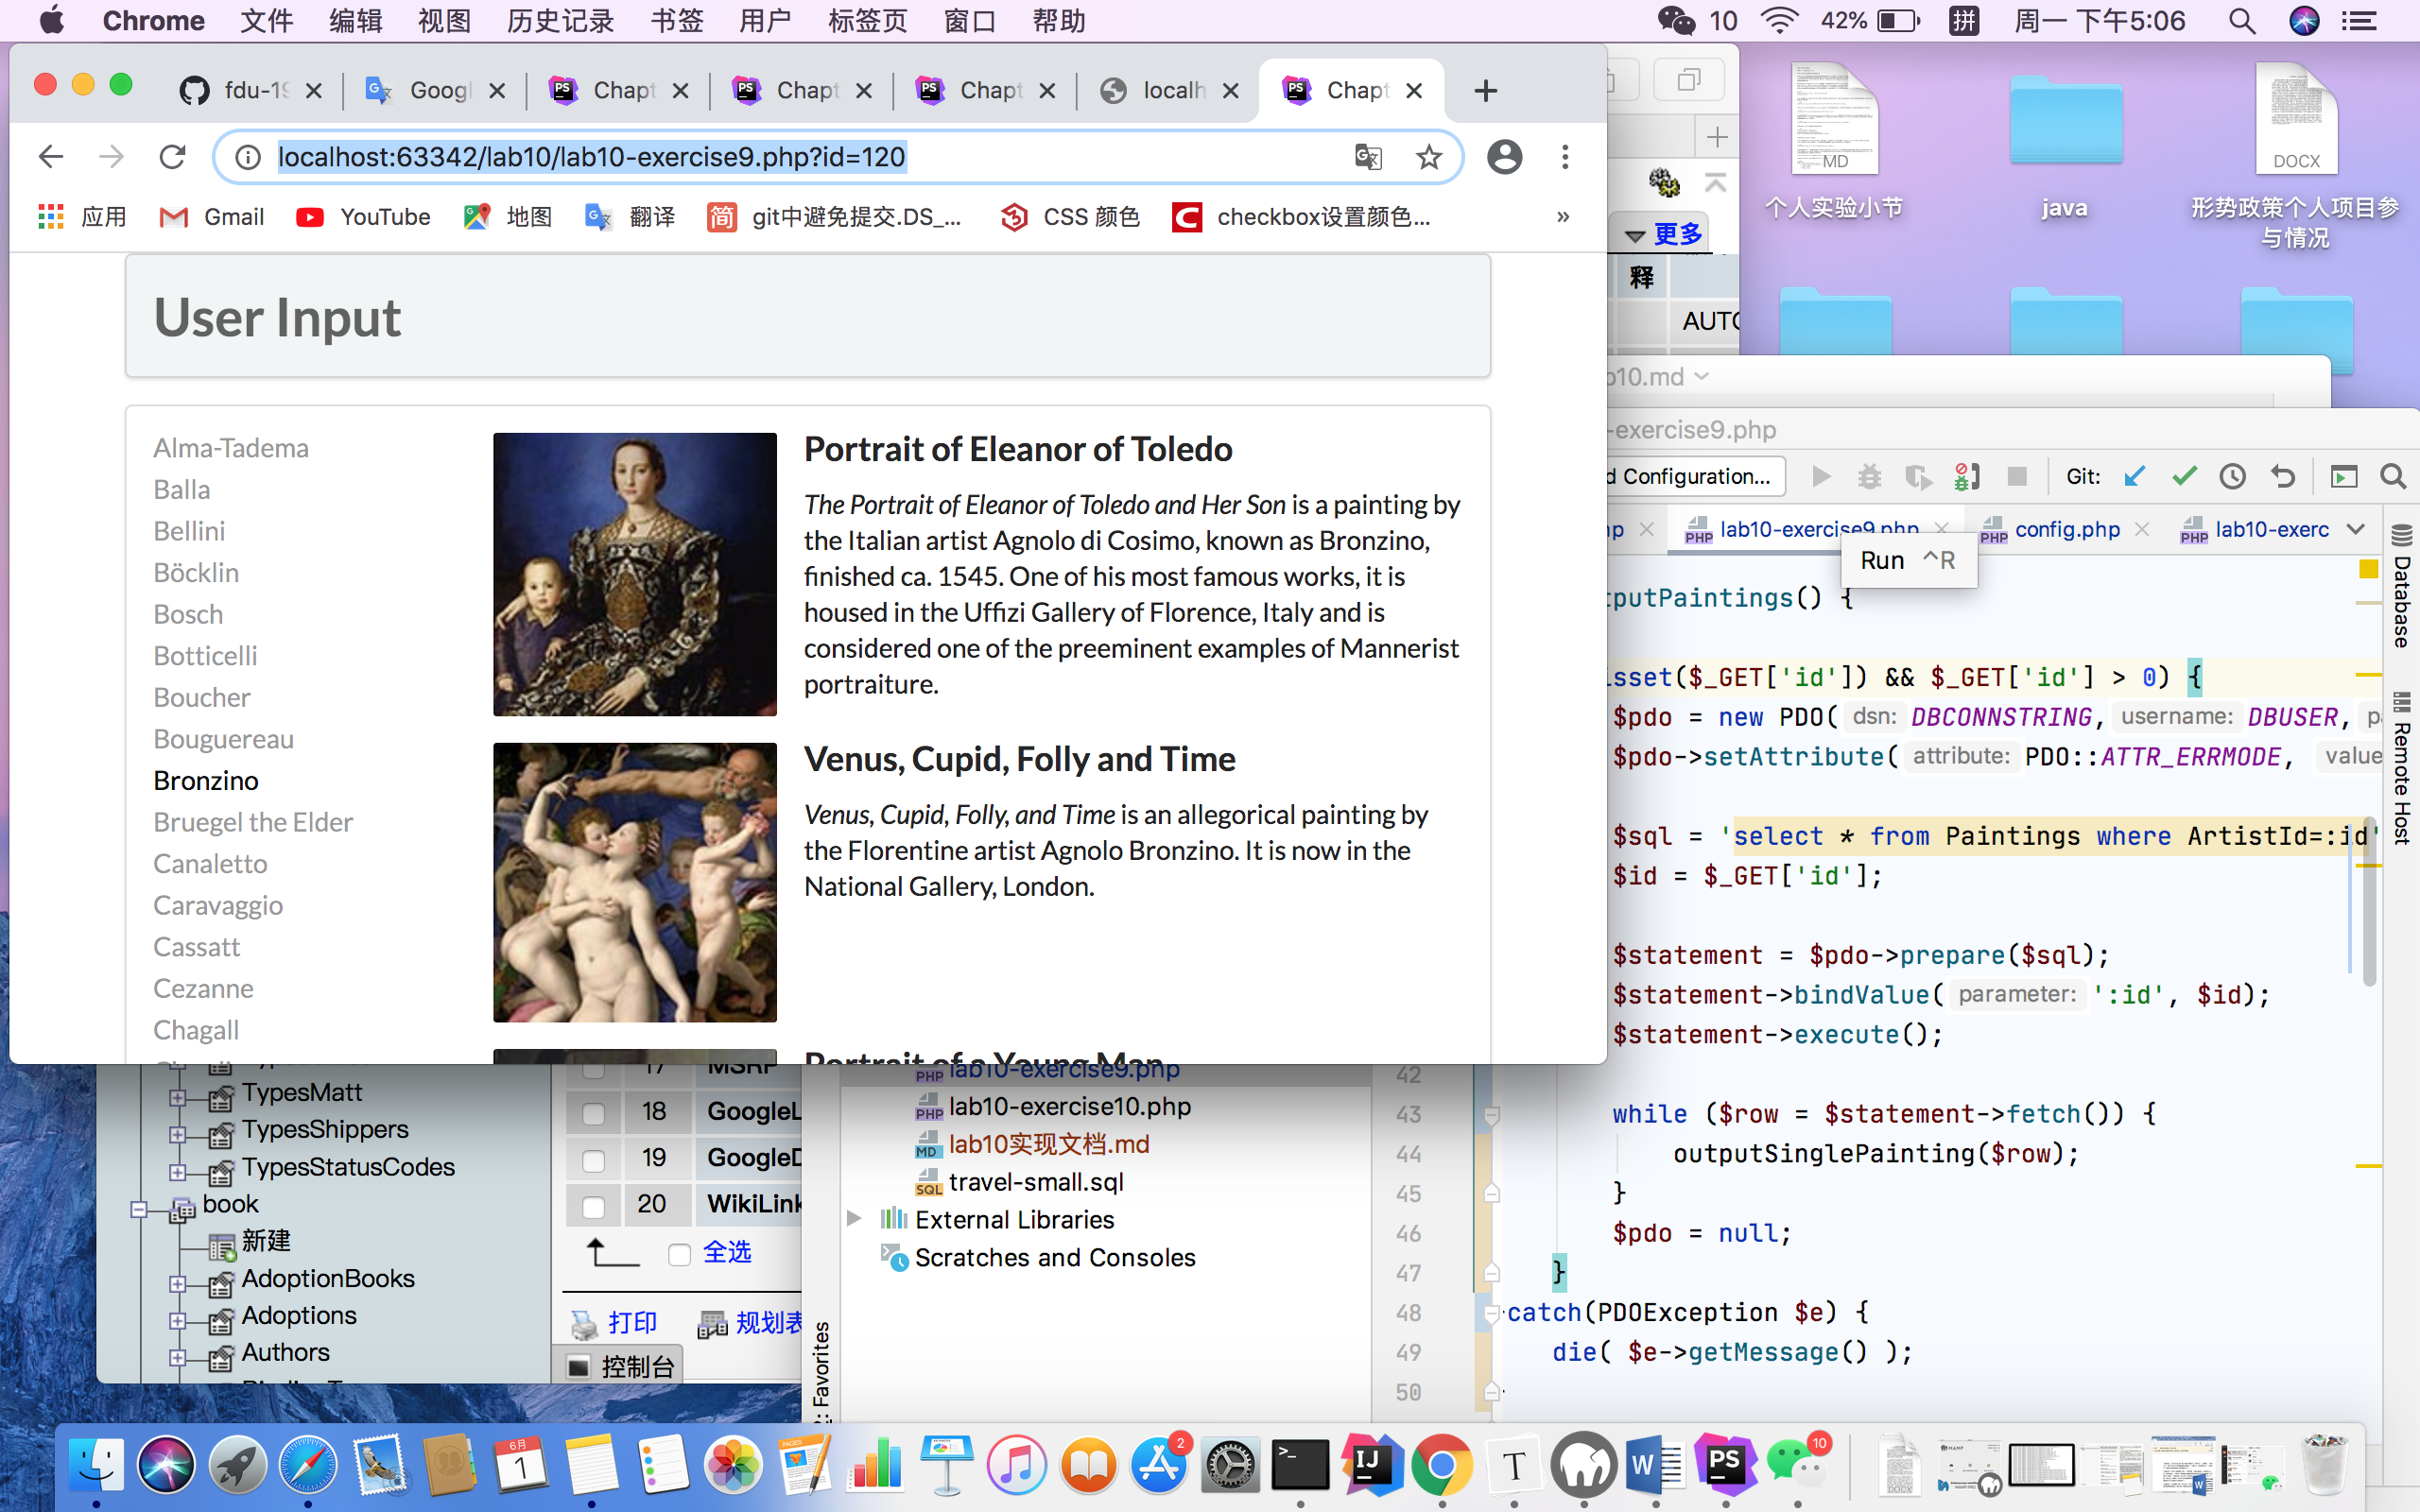 Chrome 文件 编辑 视图 历史记录 书签 用户 标签页 窗口 帮助 10 42% 拼 周一 下午5:06
fdu-19 Googl Chapt Chapt Chapt localh Chapt
localhost:63342/lab10/lab10-exercise9.php?id=120
应用 Gmail YouTube 地图 翻译 简 git中避免提交.DS_... CSS 颜色 checkbox设置颜色... »
User Input
Alma-Tadema
Balla
Bellini
Böcklin
Bosch
Botticelli
Boucher
Bouguereau
Bronzino
Bruegel the Elder
Canaletto
Caravaggio
Cassatt
Cezanne
Chagall
Portrait of Eleanor of Toledo
The Portrait of Eleanor of Toledo and Her Son is a painting by
the Italian artist Agnolo di Cosimo, known as Bronzino,
finished ca. 1545. One of his most famous works, it is
housed in the Uffizi Gallery of Florence, Italy and is
considered one of the preeminent examples of Mannerist
portraiture.
Venus, Cupid, Folly and Time
Venus, Cupid, Folly, and Time is an allegorical painting by
the Florentine artist Agnolo Bronzino. It is now in the
National Gallery, London.
Portrait of a Young Man
更多
释
AUTO
MD
个人实验小节
java
DOCX
形势政策个人项目参
与情况
b10.md
-exercise9.php
d Configuration... Git:
lab10-exercise9.php config.php lab10-exerc
Run ^R
Database
Remote Host
tputPaintings() {
isset($_GET['id']) && $_GET['id'] > 0) {
$pdo = new PDO( dsn: DBCONNSTRING, username: DBUSER, pa
$pdo->setAttribute( attribute: PDO::ATTR_ERRMODE, value
$sql = 'select * from Paintings where ArtistId=:id'
$id = $_GET['id'];
$statement = $pdo->prepare($sql);
$statement->bindValue( parameter: ':id', $id);
$statement->execute();
42
43 while ($row = $statement->fetch()) {
44 outputSinglePainting($row);
45 }
46 $pdo = null;
47 }
48 catch(PDOException $e) {
49 die( $e->getMessage() );
50
TypesMatt
TypesShippers
TypesStatusCodes
book
新建
AdoptionBooks
Adoptions
Authors
17 MSRP
18 GoogleL
19 GoogleD
20 WikiLink
全选
打印 规划表
控制台
2: Favorites
lab10-exercise9.php
lab10-exercise10.php
lab10实现文档.md
travel-small.sql
External Libraries
Scratches and Consoles
6月
1
PAGES
2
IJ
T
W
PS
10
DOCX